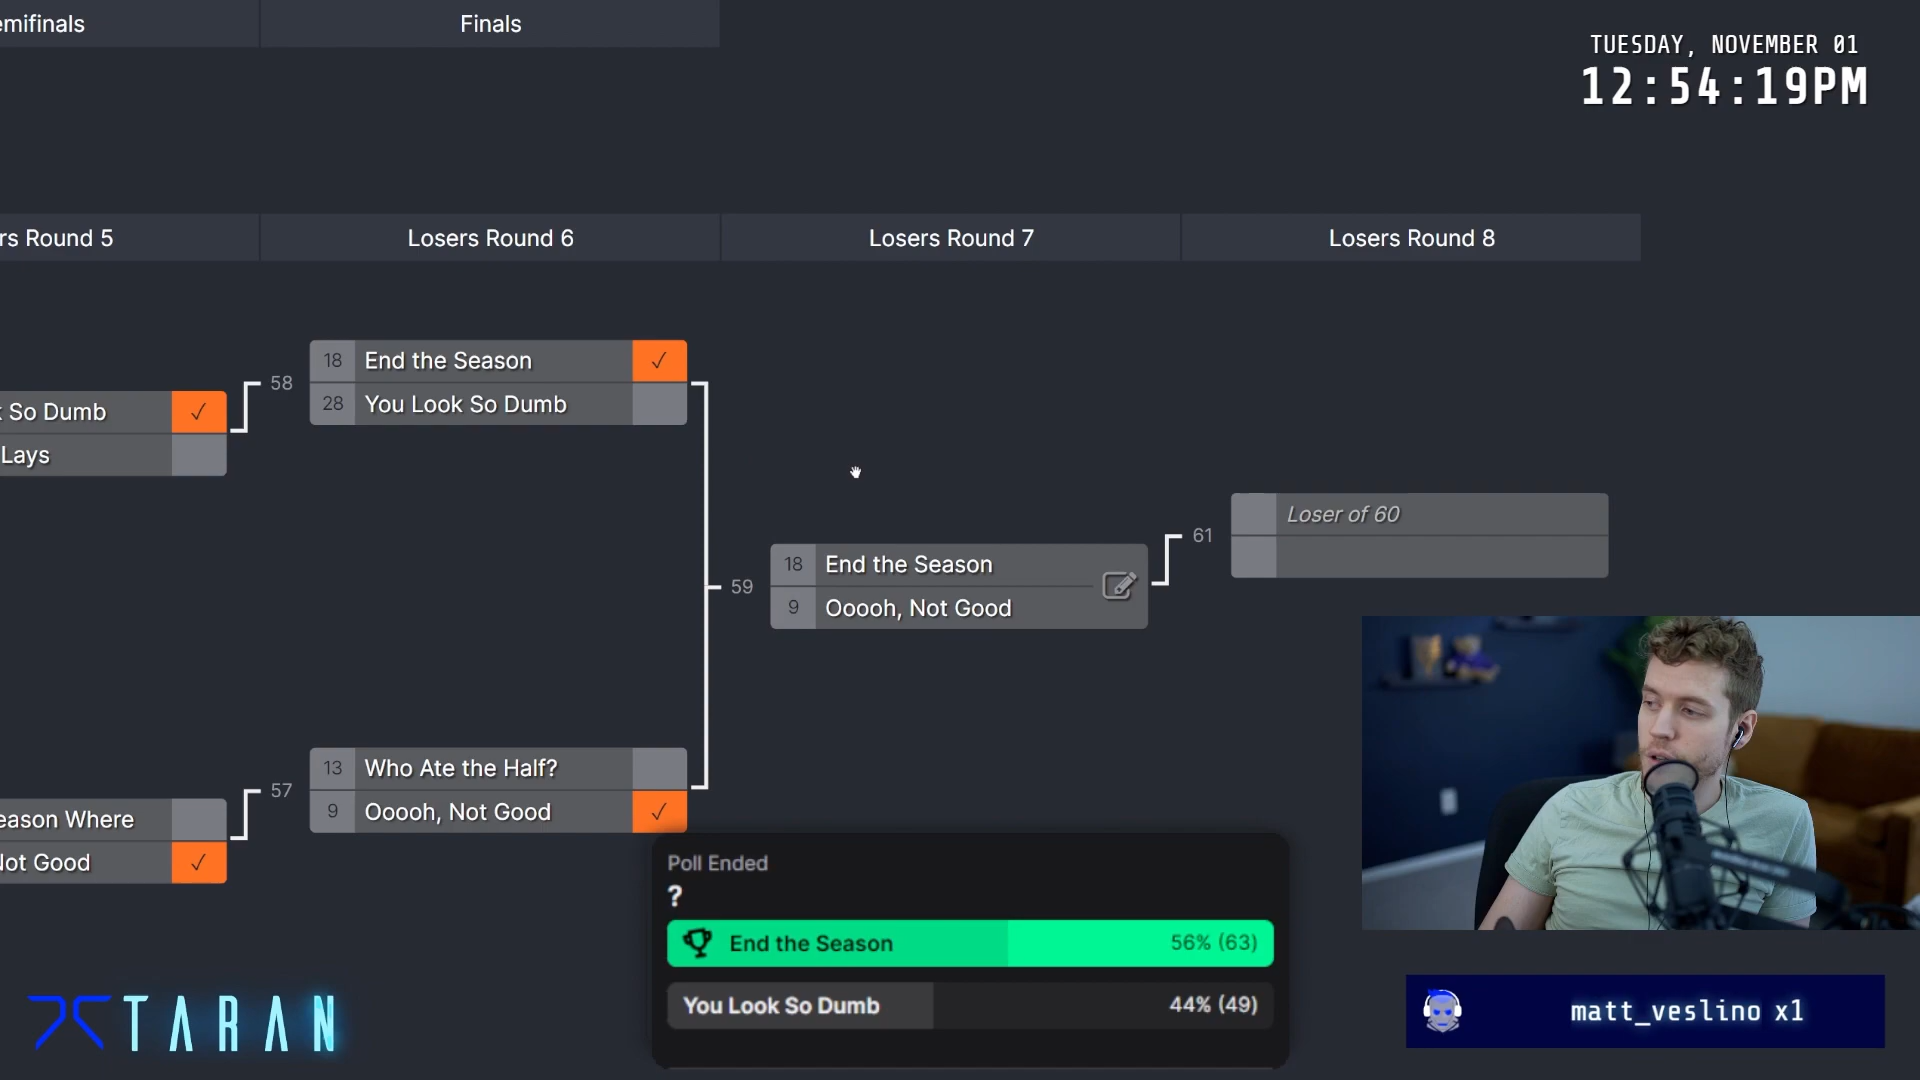 emifinals
Finals
TUESDAY, NOVEMBER 01
12:54:19PM
rs Round 5
Losers Round 6
Losers Round 7
Losers Round 8
58
18 End the Season ✓
28 You Look So Dumb
So Dumb ✓
Lays
59
18 End the Season
9 Ooooh, Not Good
61
Loser of 60
57
13 Who Ate the Half?
9 Ooooh, Not Good ✓
eason Where
Not Good ✓
Poll Ended
?
End the Season 56% (63)
You Look So Dumb 44% (49)
TARAN
matt_veslino x1